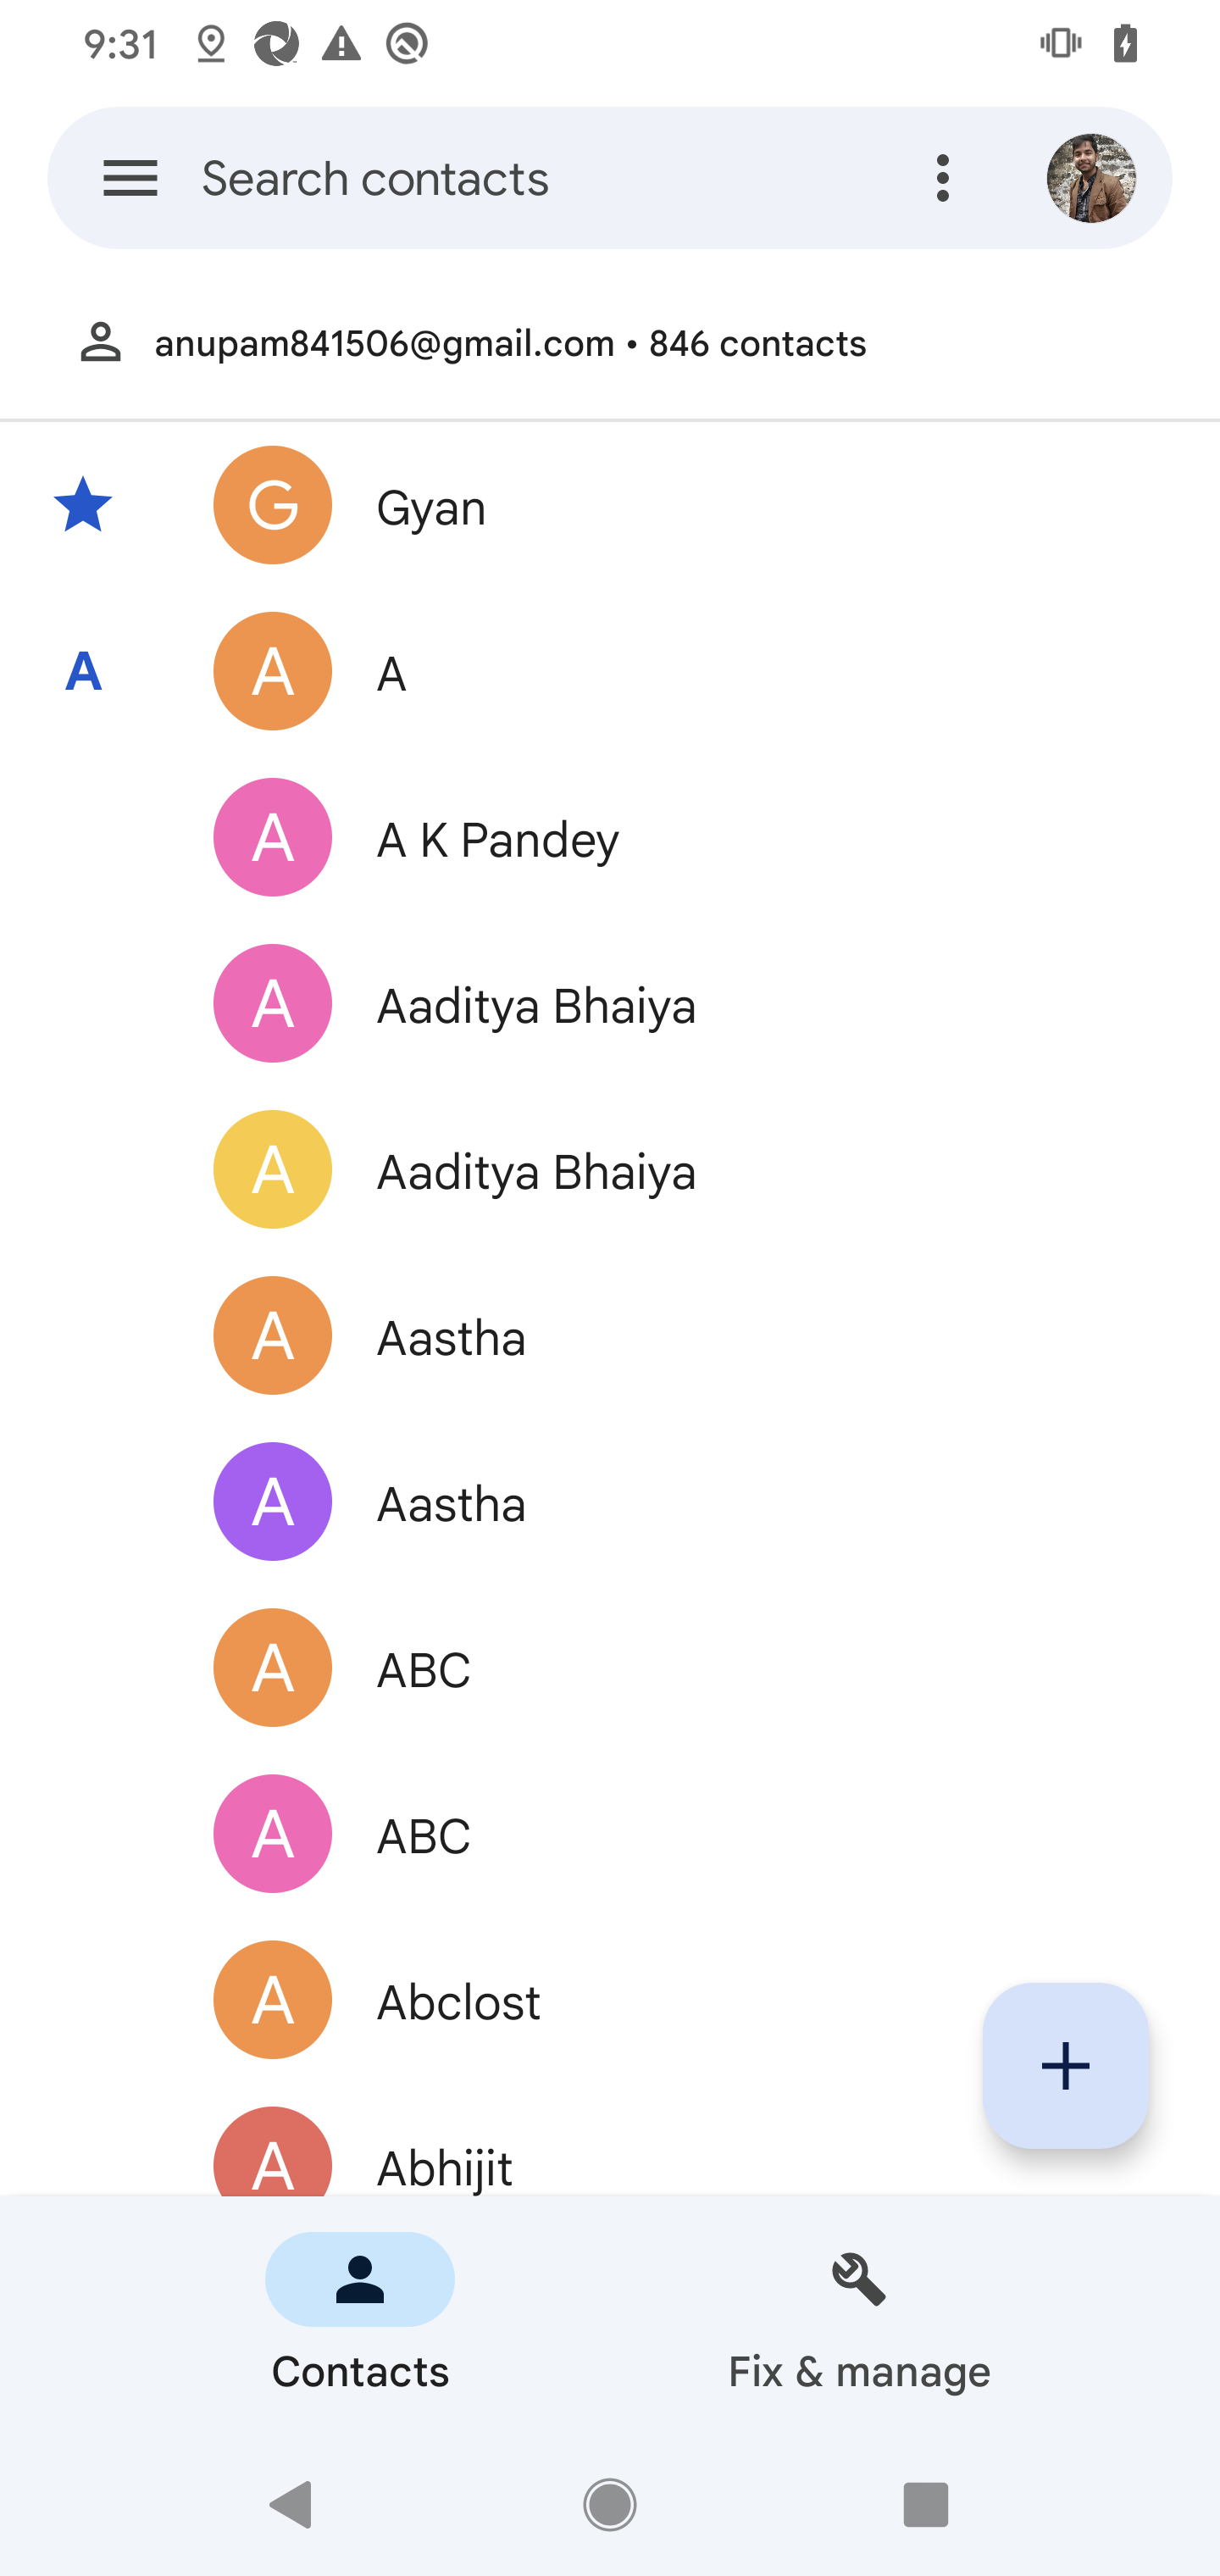 9:31
Search contacts
anupam841506@gmail.com • 846 contacts
G Gyan
A A A
A A K Pandey
A Aaditya Bhaiya
A Aaditya Bhaiya
A Aastha
A Aastha
A ABC
A ABC
A Abclost
A Abhijit
Contacts Fix & manage